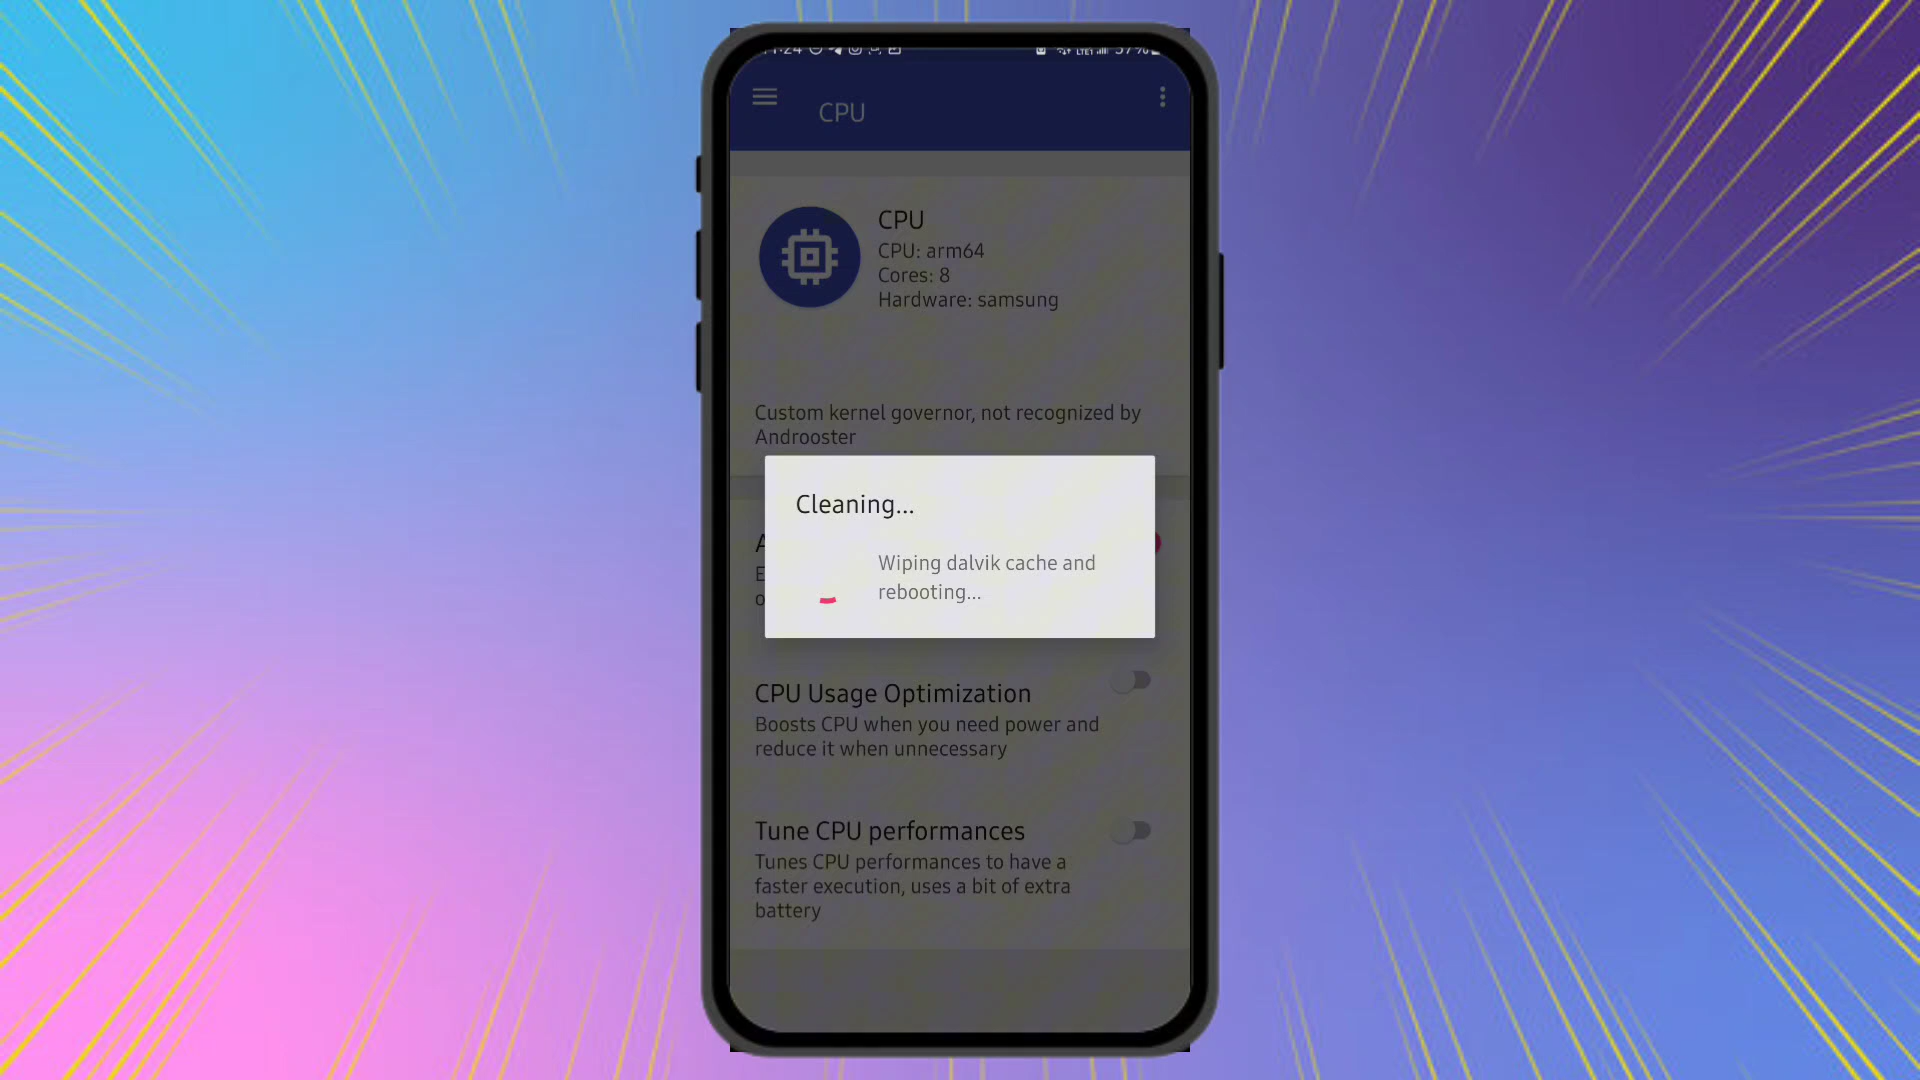 CPU
CPU
CPU: arm64
Cores: 8
Hardware: samsung
Custom kernel governor, not recognized by
Androoster
Cleaning...
Wiping dalvik cache and
rebooting...
CPU Usage Optimization
Boosts CPU when you need power and
reduce it when unnecessary
Tune CPU performances
Tunes CPU performances to have a
faster execution, uses a bit of extra
battery